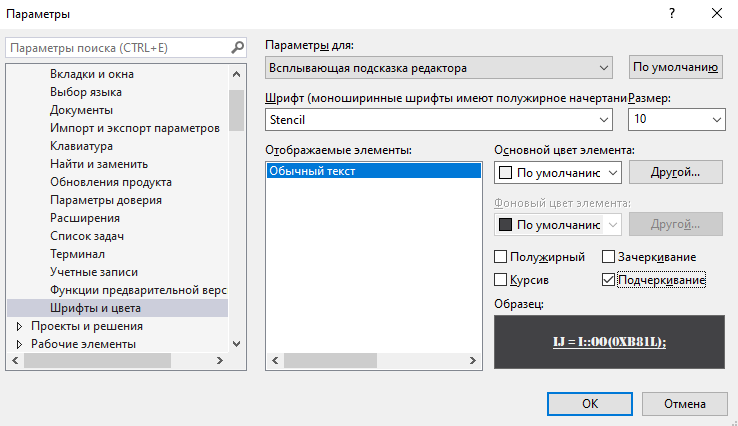 Параметры
?
Параметры поиска (CTRL+E)
Вкладки и окна
Выбор языка
Документы
Импорт и экспорт параметров
Клавиатура
Найти и заменить
Обновления продукта
Параметры доверия
Расширения
Список задач
Терминал
Учетные записи
Функции предварительной верс
Шрифты и цвета
Проекты и решения
Рабочие элементы
Параметры для:
Всплывающая подсказка редактора
По умолчанию
Шрифт (моноширинные шрифты имеют полужирное начертани
Размер:
Stencil
10
Отображаемые элементы:
Обычный текст
Основной цвет элемента:
По умолчанию
Другой...
Фоновый цвет элемента:
По умолчанию
Другой...
Полужирный
Зачеркивание
Курсив
Подчеркивание
Образец:
IJ = I::OO(0XB81L);
OK
Отмена